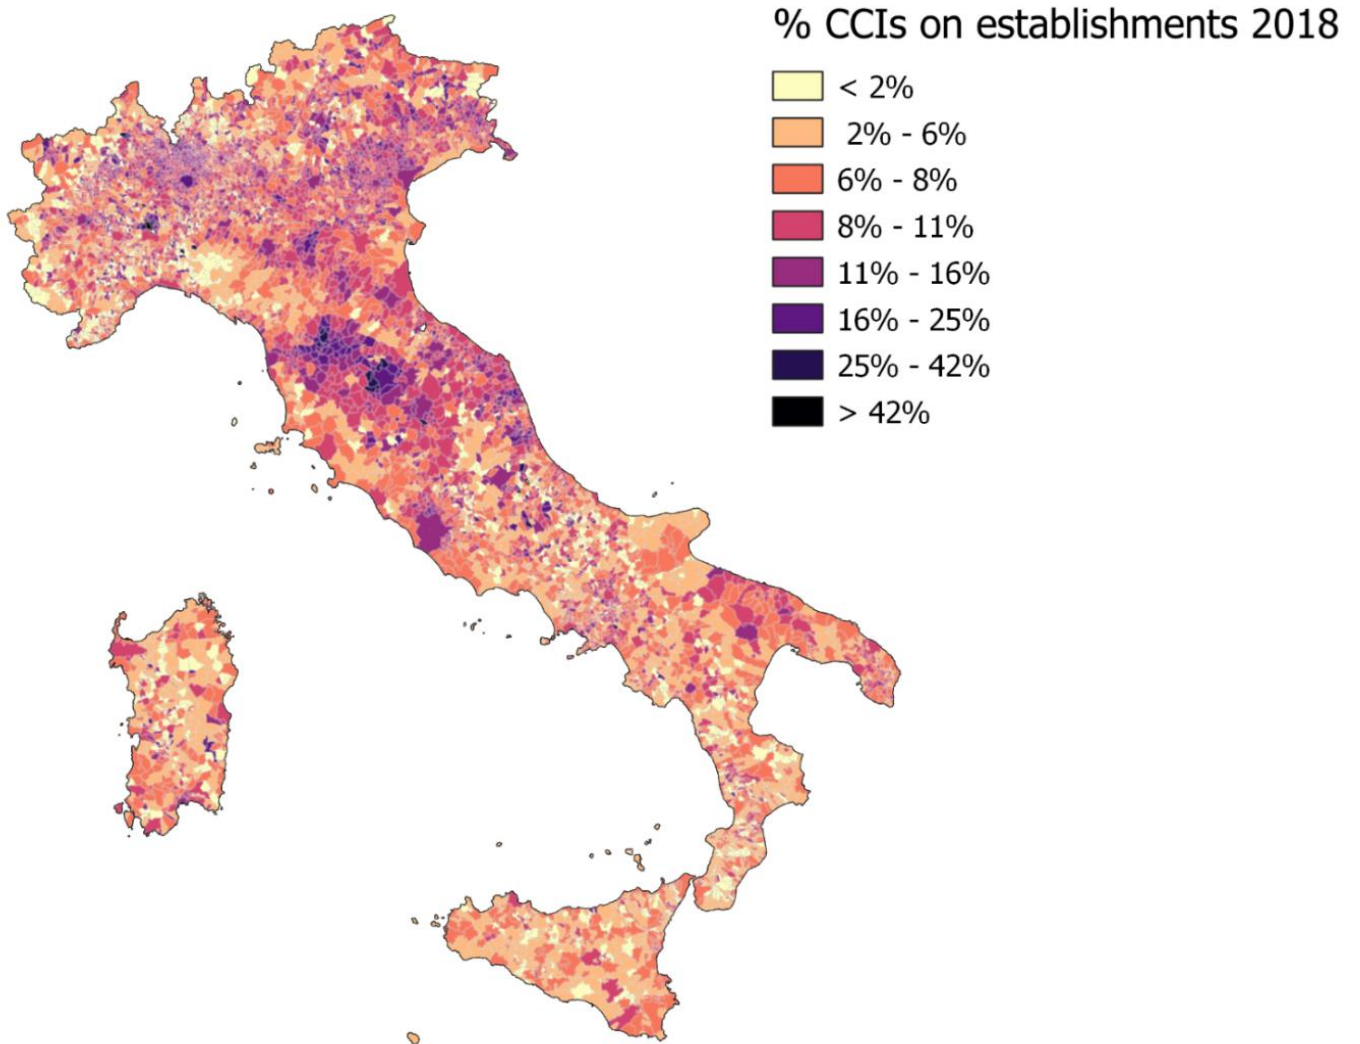 % CCIs on establishments 2018
< 2%
2% - 6%
6% - 8%
8% - 11%
11% - 16%
16% - 25%
25% - 42%
> 42%